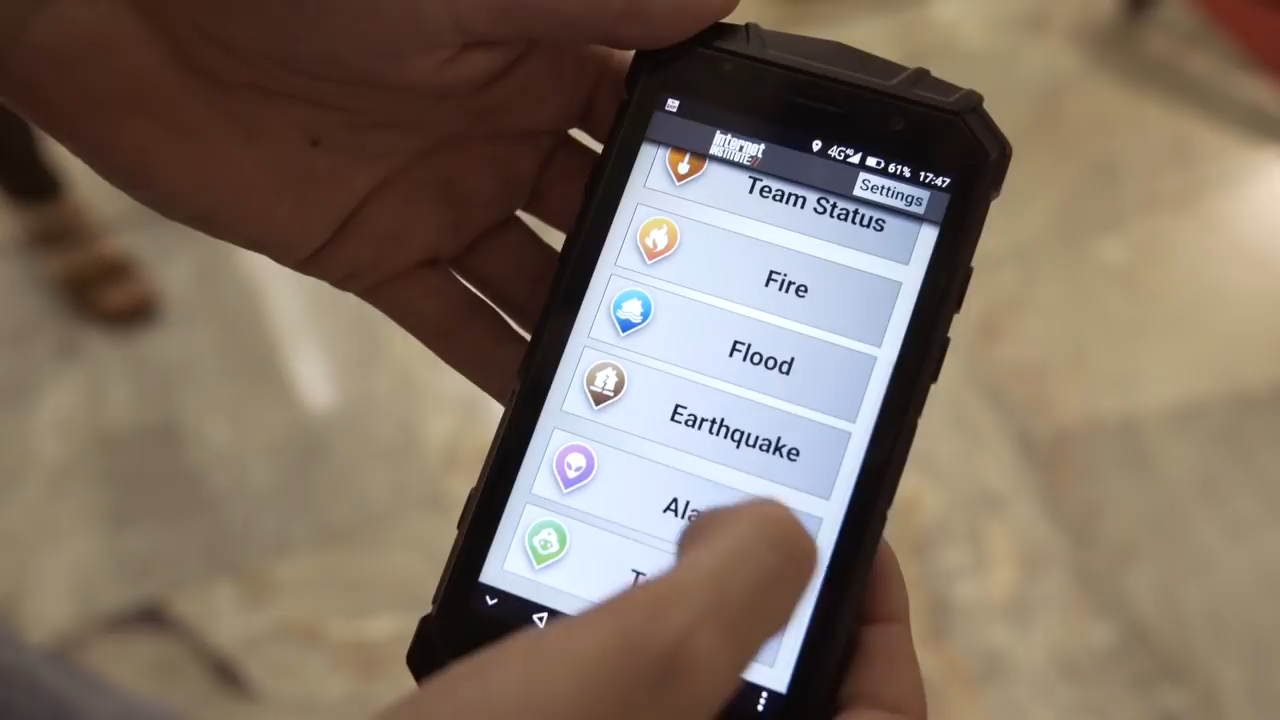 4G 61% 17:47
internet
INSTITUTE
Settings
Team Status
Fire
Flood
Earthquake